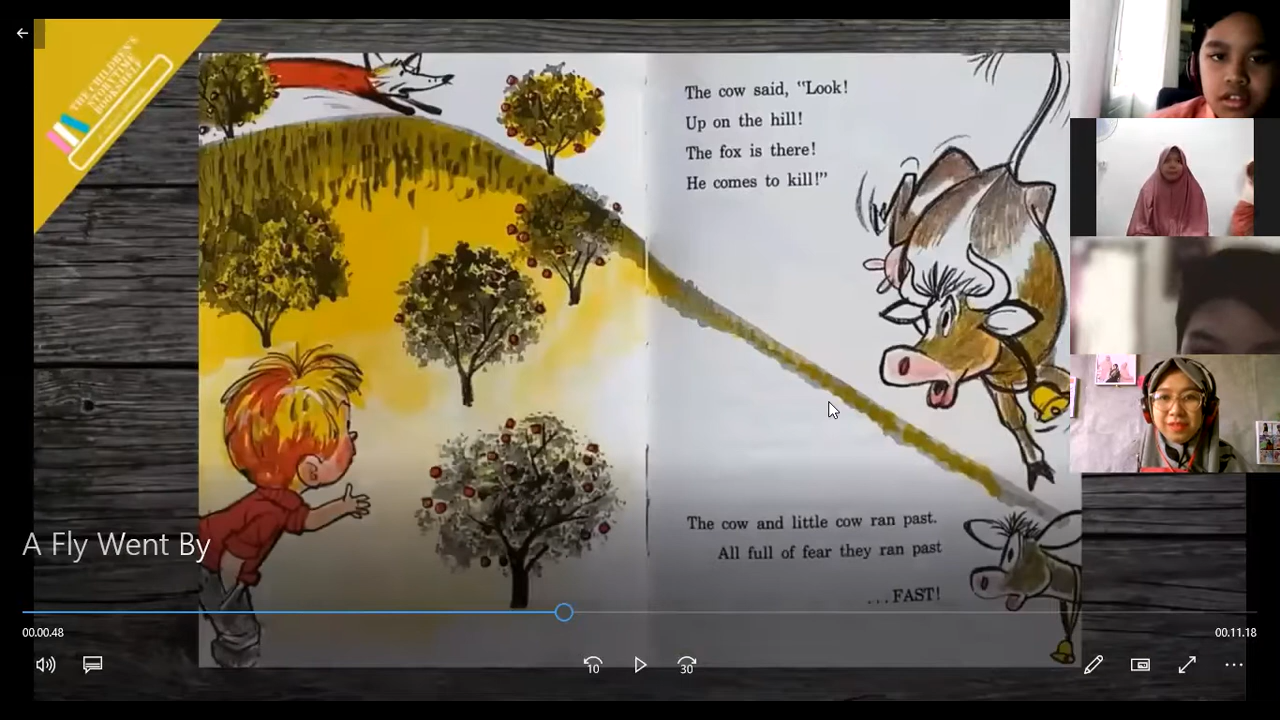 THE CHILDREN'S
STORYTIME
BOOKSHELF
The cow said, "Look!
Up on the hill!
The fox is there!
He comes to kill!"
The cow and little cow ran past.
All full of fear they ran past
...FAST!
A Fly Went By
00.00.48
00.11.18
10
30